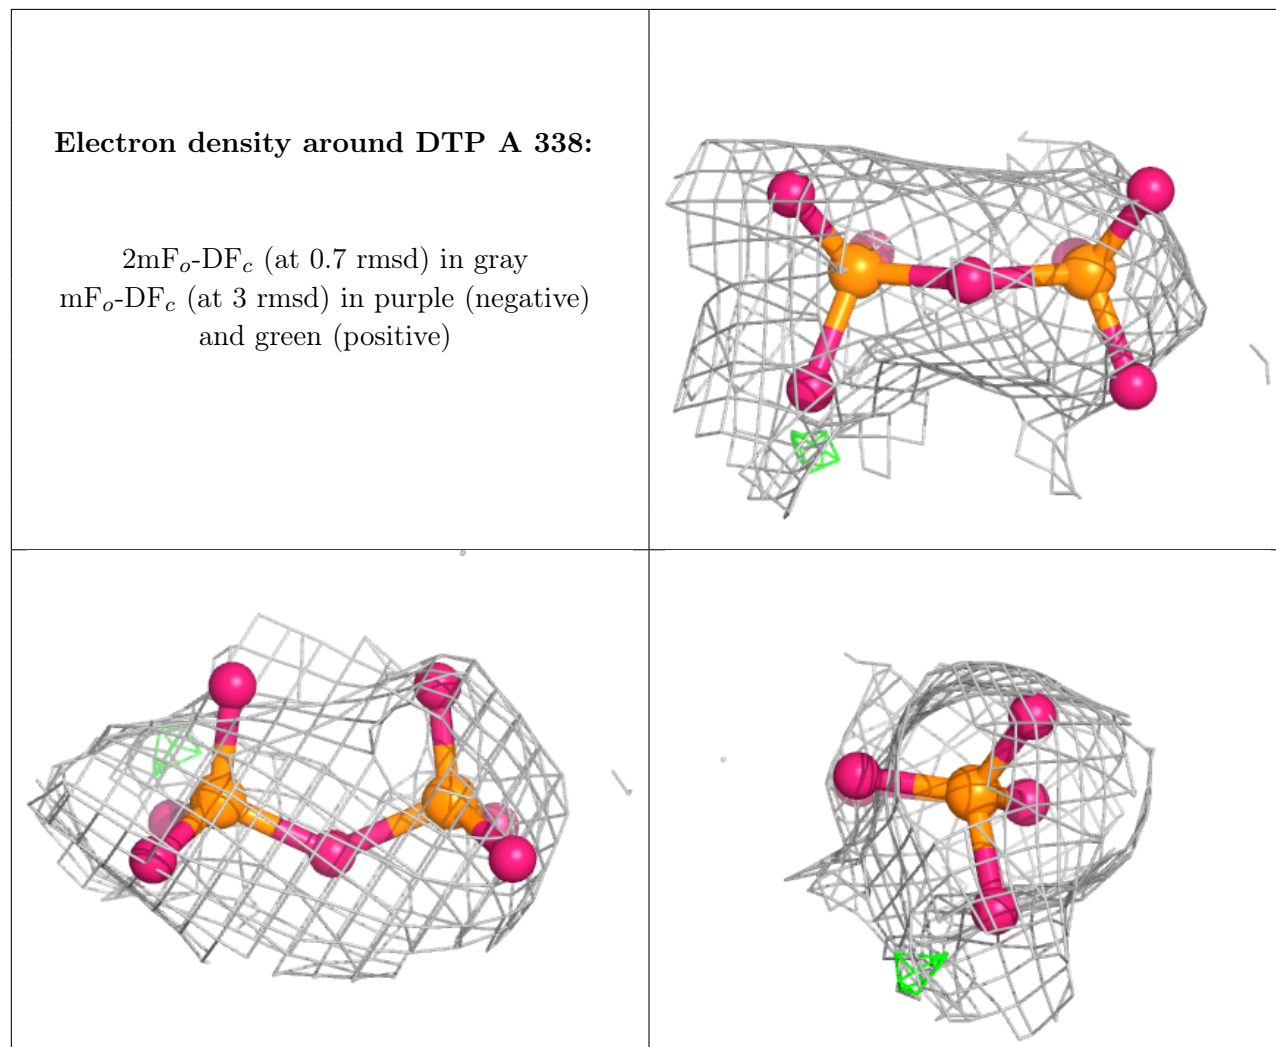 Electron density around DTP A 338:
2mFo-DFc (at 0.7 rmsd) in gray
mFo-DFc (at 3 rmsd) in purple (negative)
and green (positive)